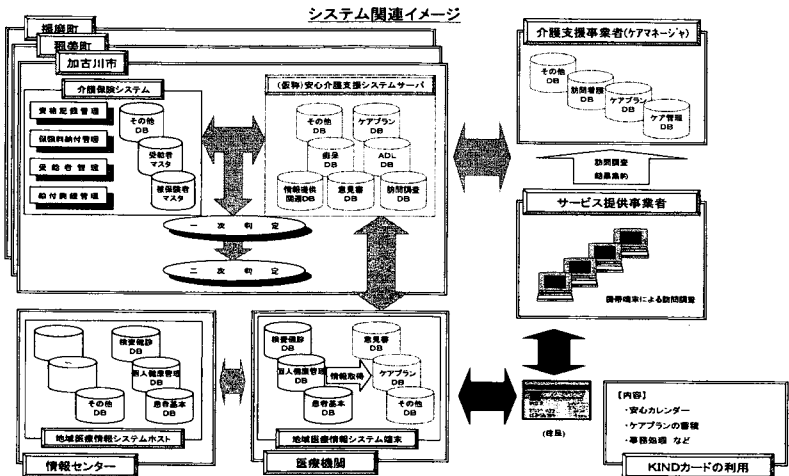 システム関連イメージ
播磨町
稲美町
加古川市
介護保険システム
資格記録管理
保険料納付管理
受給者管理
給付実績管理
その他
DB
受給者
マスタ
被保険者
マスタ
(仮称)安心介護支援システムサーバ
その他
DB
ケアプラン
DB
痴呆
DB
ADL
DB
情報提供
関連DB
意見書
DB
訪問調査
DB
一次判定
二次判定
介護支援事業者(ケアマネージャ)
その他
DB
訪問看護
DB
ケアプラン
DB
ケア管理
DB
訪問調査
結果集約
サービス提供事業者
携帯端末による訪問調査
検査健診
DB
個人健康管理
DB
その他
DB
患者基本
DB
地域医療情報システムホスト
情報センター
検査健診
DB
個人健康管理
DB
患者基本
DB
情報取得
意見書
DB
ケアプラン
DB
その他
DB
地域医療情報システム端末
医療機関
(住民)
【内容】
・安心カレンダー
・ケアプランの蓄積
・事務処理 など
KINDカードの利用